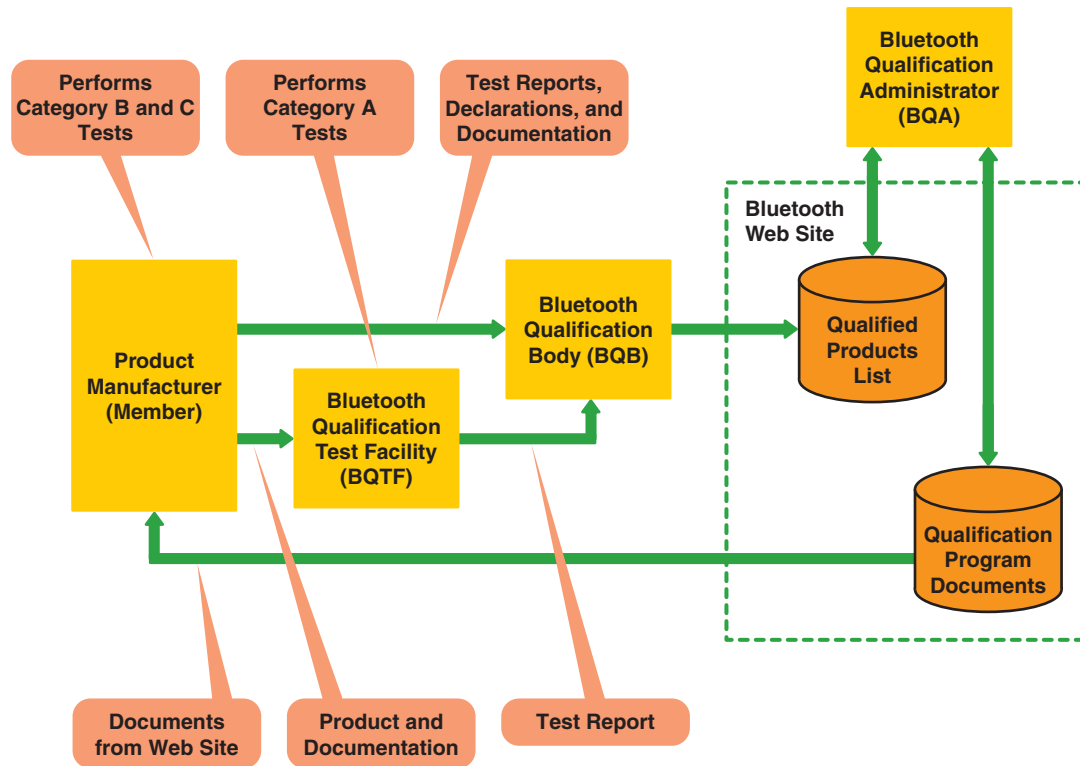 Bluetooth
Qualification
Administrator
(BQA)
Performs
Category B and C
Tests
Performs
Category A
Tests
Test Reports,
Declarations, and
Documentation
Bluetooth
Web Site
Product
Manufacturer
(Member)
Bluetooth
Qualification
Body (BQB)
Qualified
Products
List
Bluetooth
Qualification
Test Facility
(BQTF)
Qualification
Program
Documents
Documents
from Web Site
Product and
Documentation
Test Report